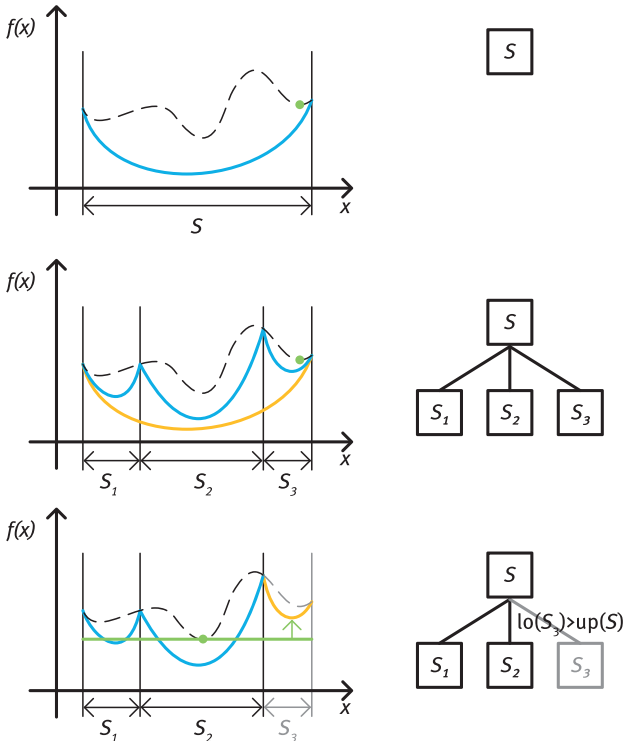 f(x)
S
x
S
f(x)
S
S1 S2 S3
x
S1 S2 S3
f(x)
S
lo(S3)>up(S)
S1 S2 S3
x
S1 S2 S3